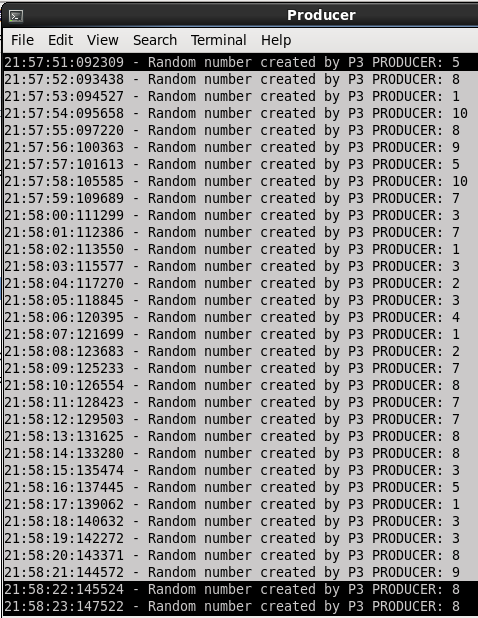 Producer
File Edit View Search Terminal Help
21:57:51:092309 - Random number created by P3 PRODUCER: 5
21:57:52:093438 - Random number created by P3 PRODUCER: 8
21:57:53:094527 - Random number created by P3 PRODUCER: 1
21:57:54:095658 - Random number created by P3 PRODUCER: 10
21:57:55:097220 - Random number created by P3 PRODUCER: 8
21:57:56:100363 - Random number created by P3 PRODUCER: 9
21:57:57:101613 - Random number created by P3 PRODUCER: 5
21:57:58:105585 - Random number created by P3 PRODUCER: 10
21:57:59:109689 - Random number created by P3 PRODUCER: 7
21:58:00:111299 - Random number created by P3 PRODUCER: 3
21:58:01:112386 - Random number created by P3 PRODUCER: 7
21:58:02:113550 - Random number created by P3 PRODUCER: 1
21:58:03:115577 - Random number created by P3 PRODUCER: 3
21:58:04:117270 - Random number created by P3 PRODUCER: 2
21:58:05:118845 - Random number created by P3 PRODUCER: 3
21:58:06:120395 - Random number created by P3 PRODUCER: 4
21:58:07:121699 - Random number created by P3 PRODUCER: 1
21:58:08:123683 - Random number created by P3 PRODUCER: 2
21:58:09:125233 - Random number created by P3 PRODUCER: 7
21:58:10:126554 - Random number created by P3 PRODUCER: 8
21:58:11:128423 - Random number created by P3 PRODUCER: 7
21:58:12:129503 - Random number created by P3 PRODUCER: 7
21:58:13:131625 - Random number created by P3 PRODUCER: 8
21:58:14:133280 - Random number created by P3 PRODUCER: 8
21:58:15:135474 - Random number created by P3 PRODUCER: 3
21:58:16:137445 - Random number created by P3 PRODUCER: 5
21:58:17:139062 - Random number created by P3 PRODUCER: 1
21:58:18:140632 - Random number created by P3 PRODUCER: 3
21:58:19:142272 - Random number created by P3 PRODUCER: 3
21:58:20:143371 - Random number created by P3 PRODUCER: 8
21:58:21:144572 - Random number created by P3 PRODUCER: 9
21:58:22:145524 - Random number created by P3 PRODUCER: 8
21:58:23:147522 - Random number created by P3 PRODUCER: 8